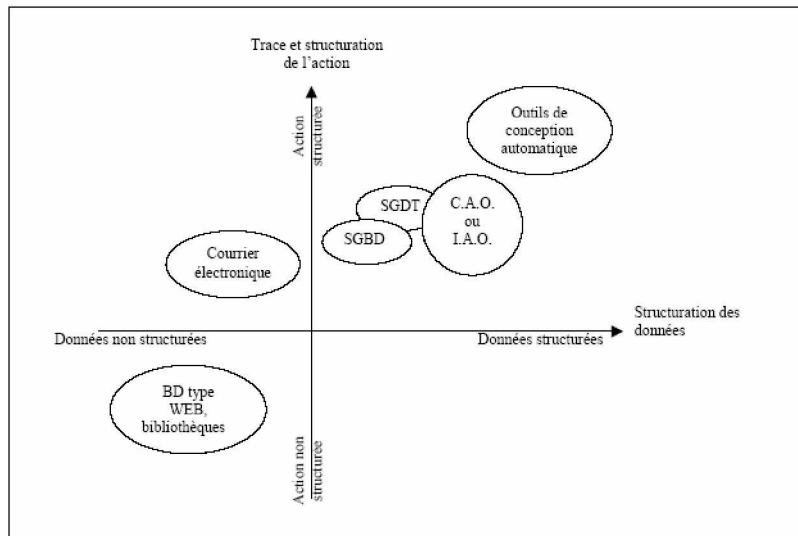 Trace et structuration
de l'action
Action
structurée
Outils de
conception
automatique
SGDT
C.A.O.
ou
I.A.O.
SGBD
Courrier
électronique
Structuration des
données
Données non structurées
Données structurées
BD type
WEB,
bibliothèques
Action non
structurée